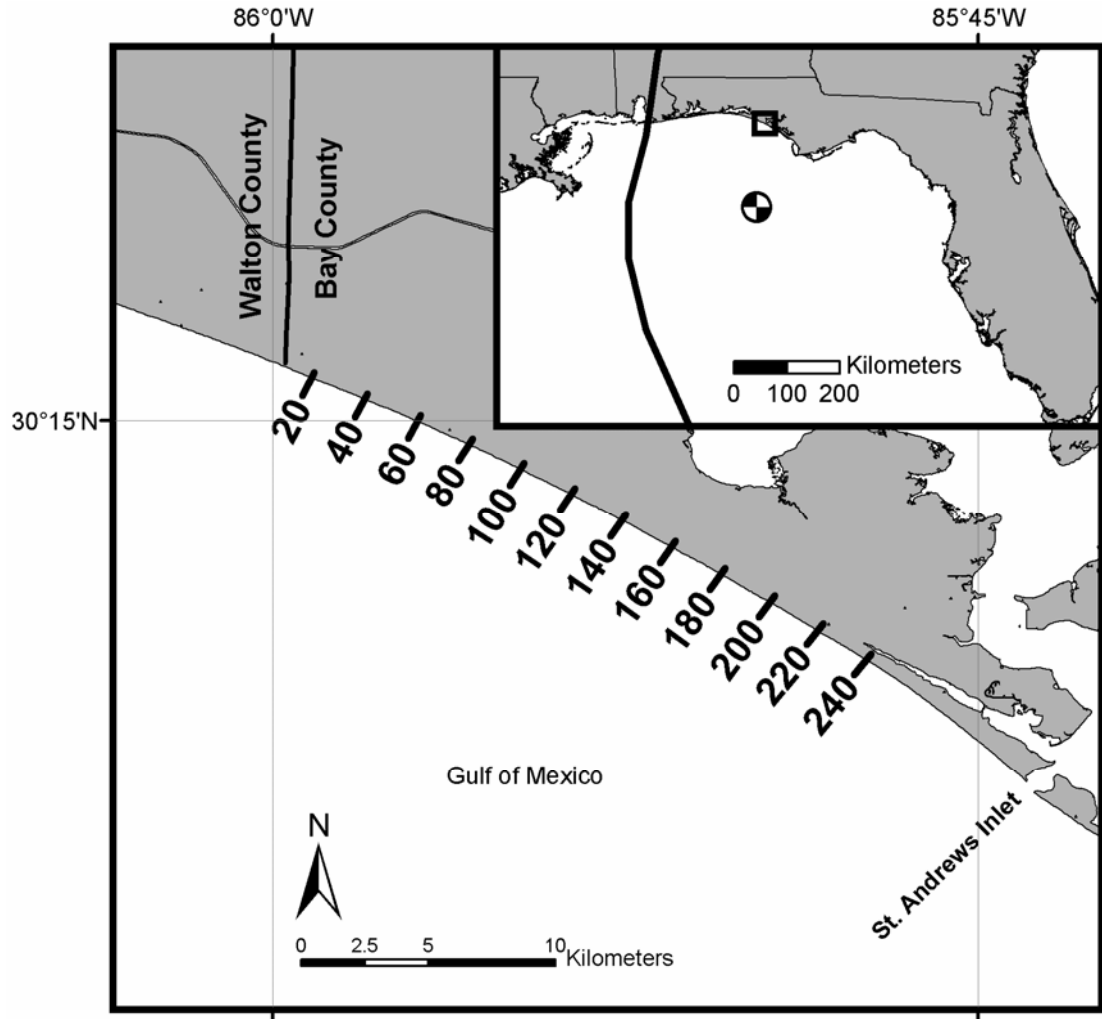 86°0'W
85°45'W
Walton County
Bay County
Kilometers
0 100 200
30°15'N
20
40
60
80
100
120
140
160
180
200
220
240
Gulf of Mexico
St. Andrews Inlet
N
0 2.5 5 10
Kilometers